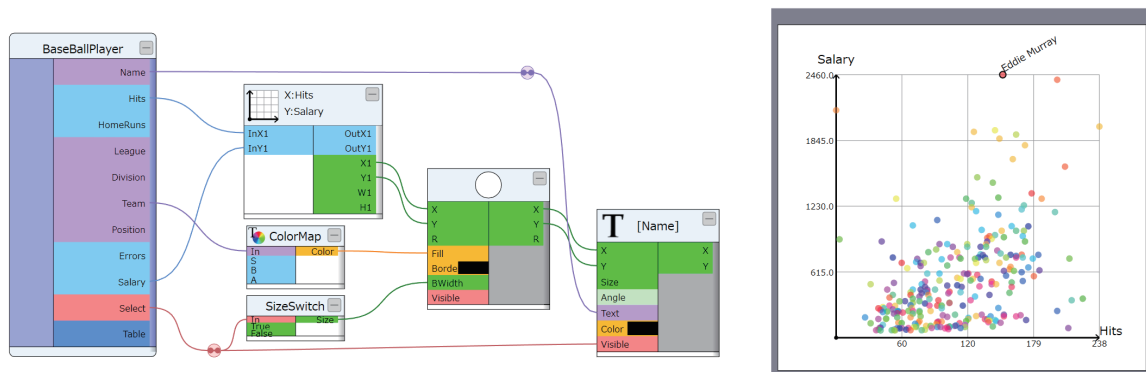 BaseBallPlayer
Name
Hits
HomeRuns
League
Division
Team
Position
Errors
Salary
Select
Table
X:Hits
Y:Salary
InX1 OutX1
InY1 OutY1
X1
Y1
W1
H1
T ColorMap
In Color
S
B
A
SizeSwitch
In Size
True
False
X X
Y Y
R R
Fill
Borde
BWidth
Visible
T [Name]
X X
Y Y
Size
Angle
Text
Color
Visible
Salary
Eddie Murray
2460.0
1845.0
1230.0
615.0
Hits
60 120 179 238